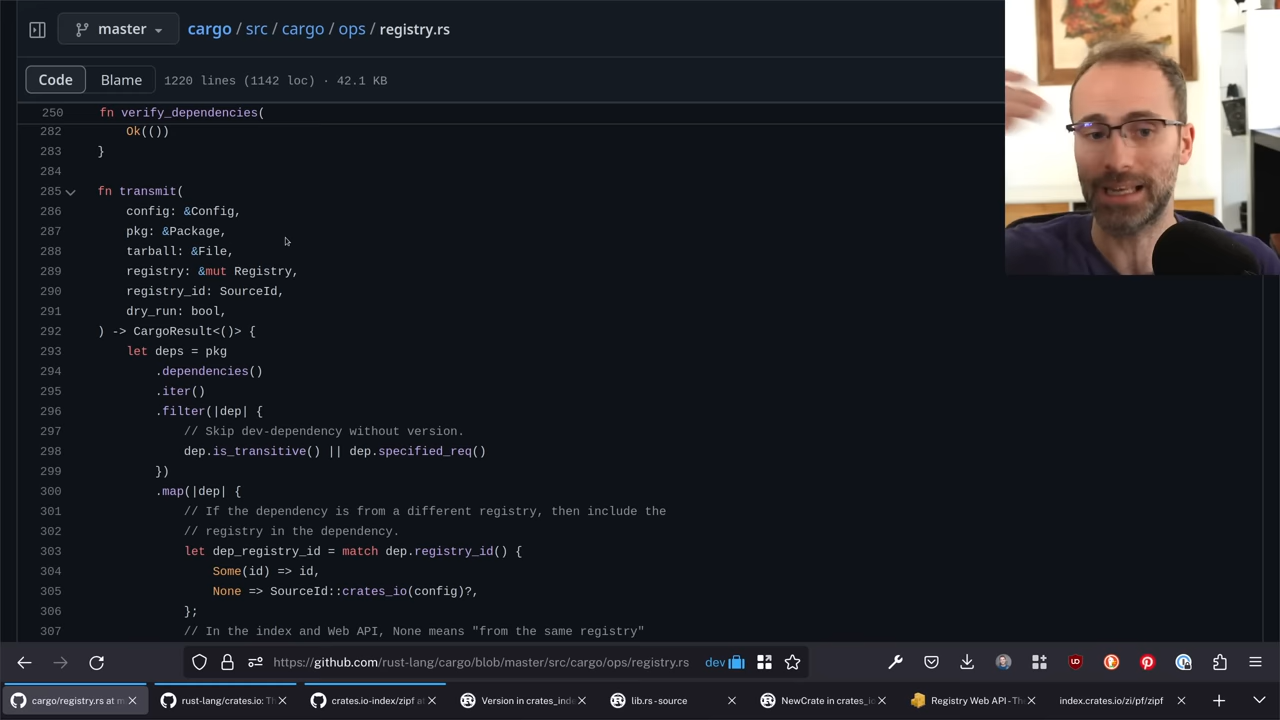 master
cargo / src / cargo / ops / registry.rs
Code
Blame
1220 lines (1142 loc) · 42.1 KB
250 fn verify_dependencies(
282 Ok(())
283 }
284
285 fn transmit(
286 config: &Config,
287 pkg: &Package,
288 tarball: &File,
289 registry: &mut Registry,
290 registry_id: SourceId,
291 dry_run: bool,
292 ) -> CargoResult<()> {
293 let deps = pkg
294 .dependencies()
295 .iter()
296 .filter(|dep| {
297 // Skip dev-dependency without version.
298 dep.is_transitive() || dep.specified_req()
299 })
300 .map(|dep| {
301 // If the dependency is from a different registry, then include the
302 // registry in the dependency.
303 let dep_registry_id = match dep.registry_id() {
304 Some(id) => id,
305 None => SourceId::crates_io(config)?,
306 };
307 // In the index and Web API, None means "from the same registry"
https://github.com/rust-lang/cargo/blob/master/src/cargo/ops/registry.rs
dev
cargo/registry.rs at m
rust-lang/crates.io: Th
crates.io-index/zipf at
Version in crates_inde
lib.rs - source
NewCrate in crates_io
Registry Web API - The
index.crates.io/zi/pf/zipf